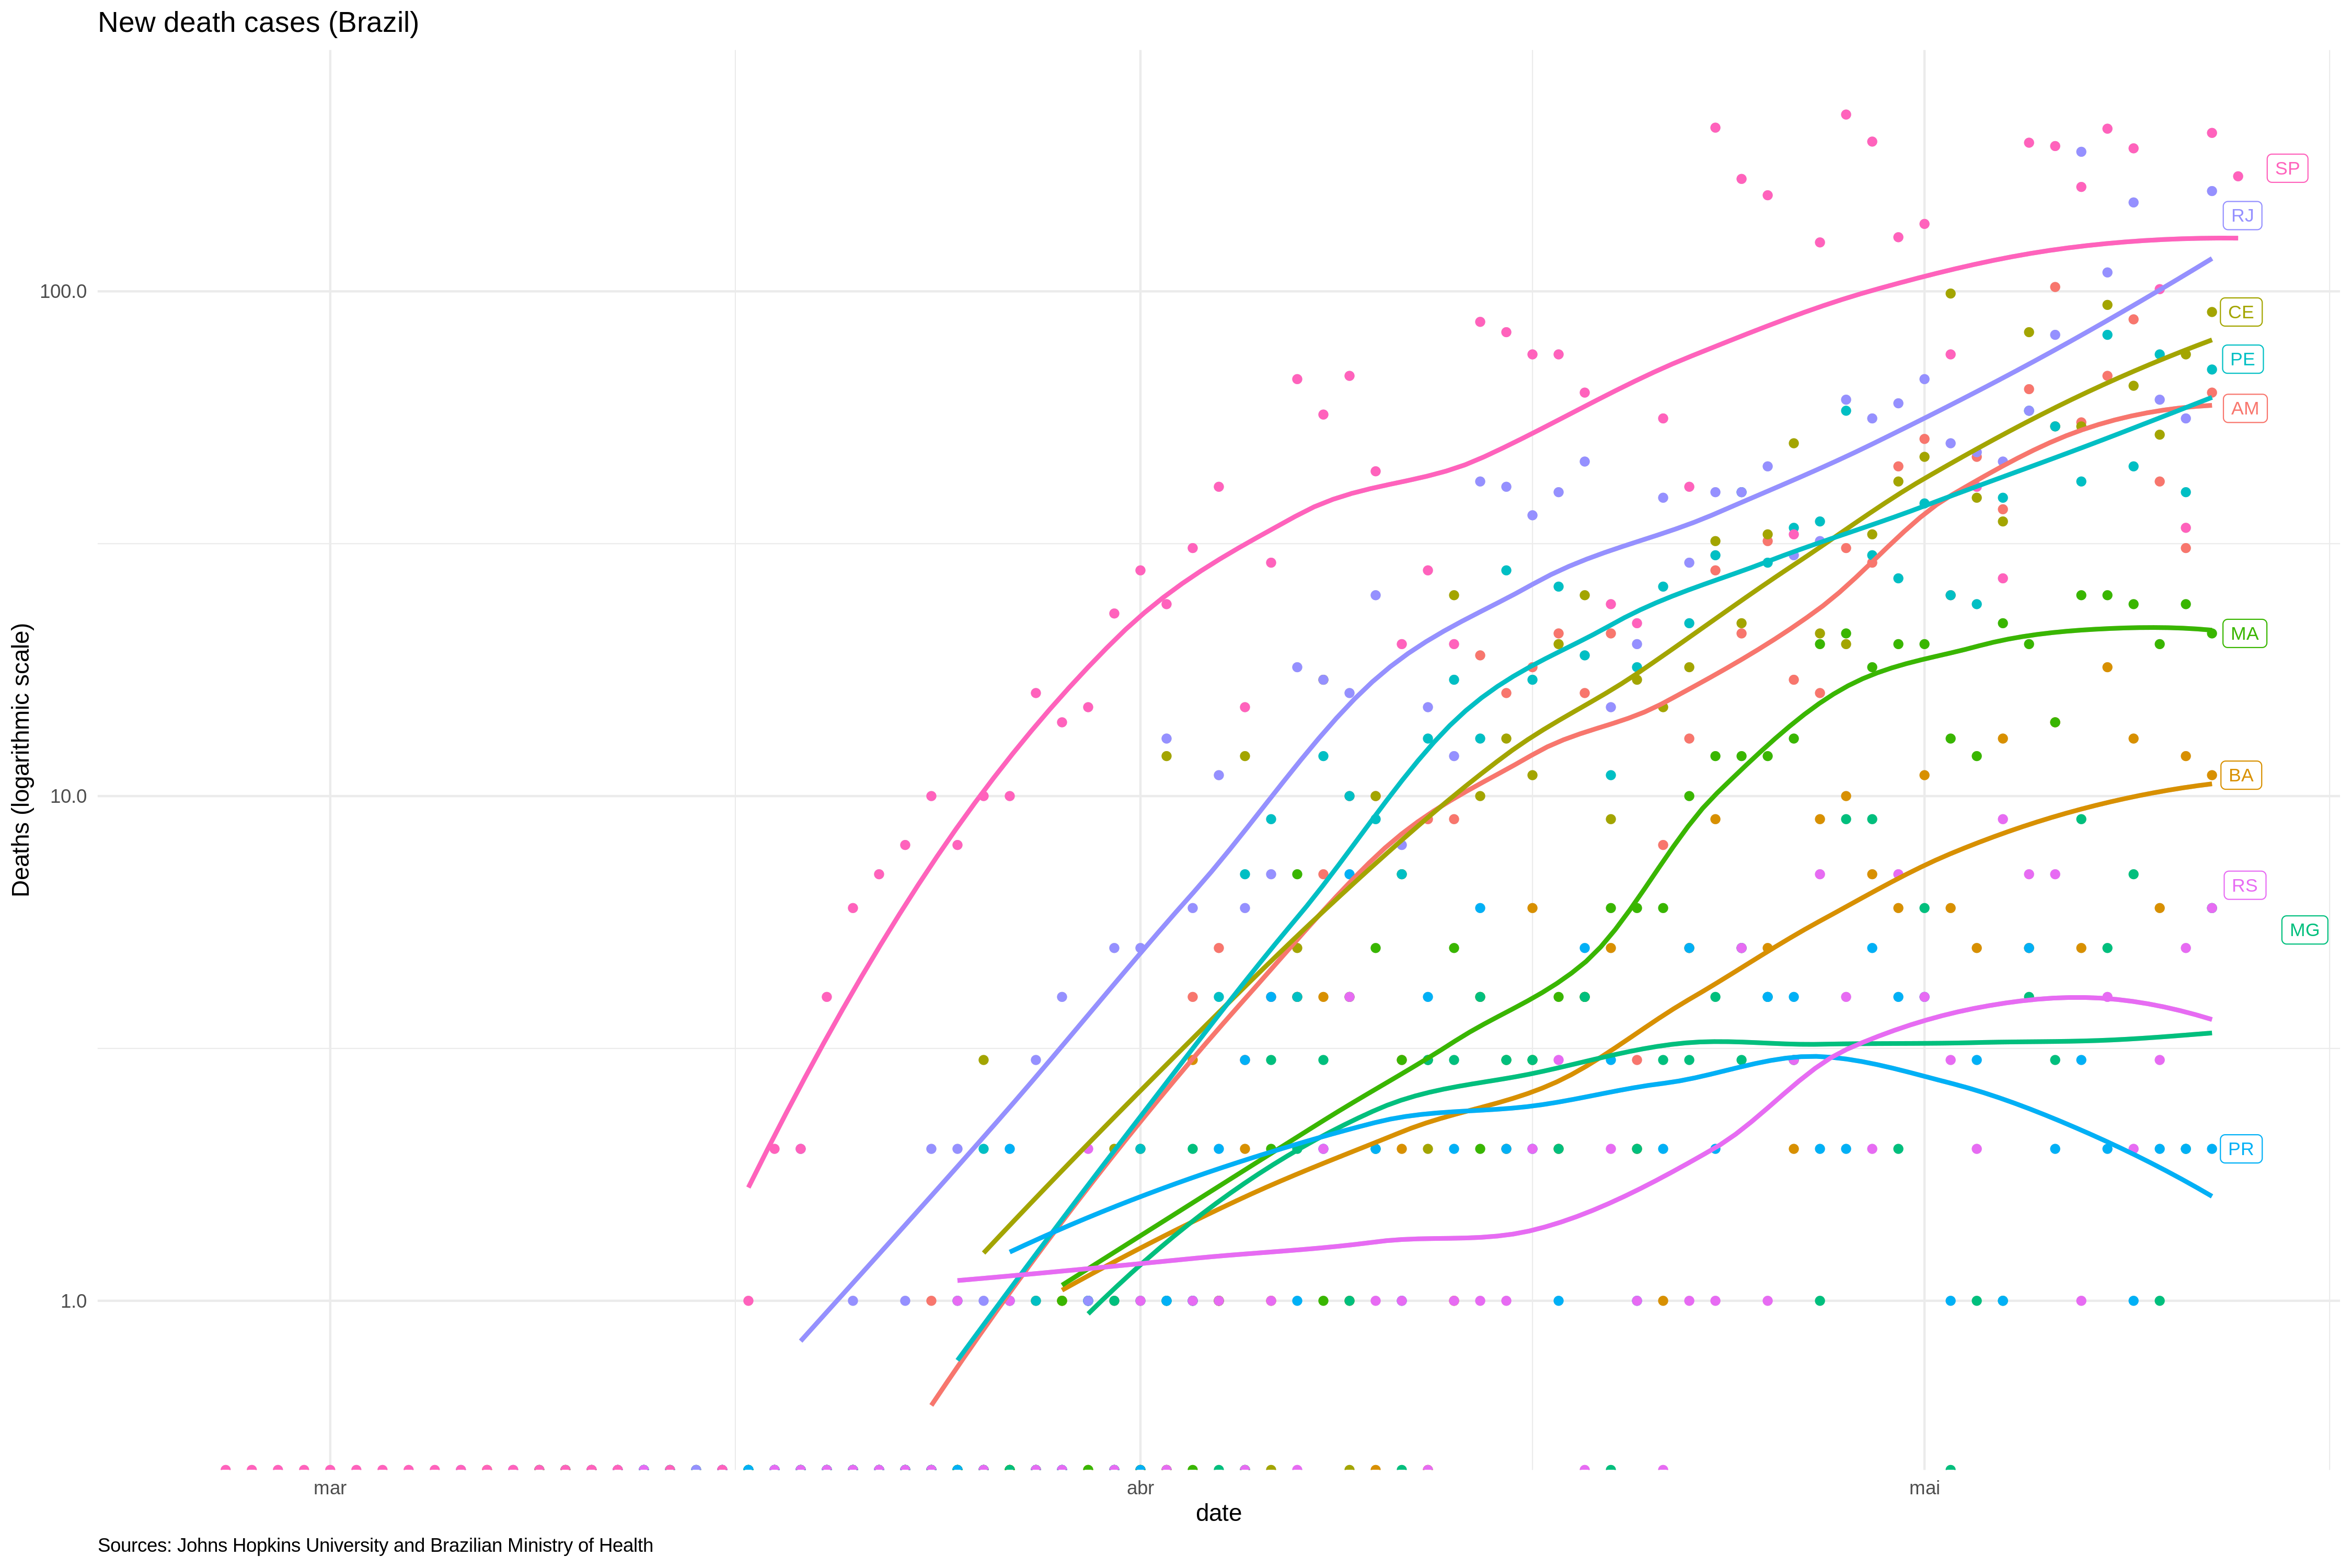 New death cases (Brazil)
SP
RJ
100.0
CE
PE
AM
MA
Deaths (logarithmic scale)
BA
10.0
RS
MG
PR
1.0
mar
abr
mai
date
Sources: Johns Hopkins University and Brazilian Ministry of Health